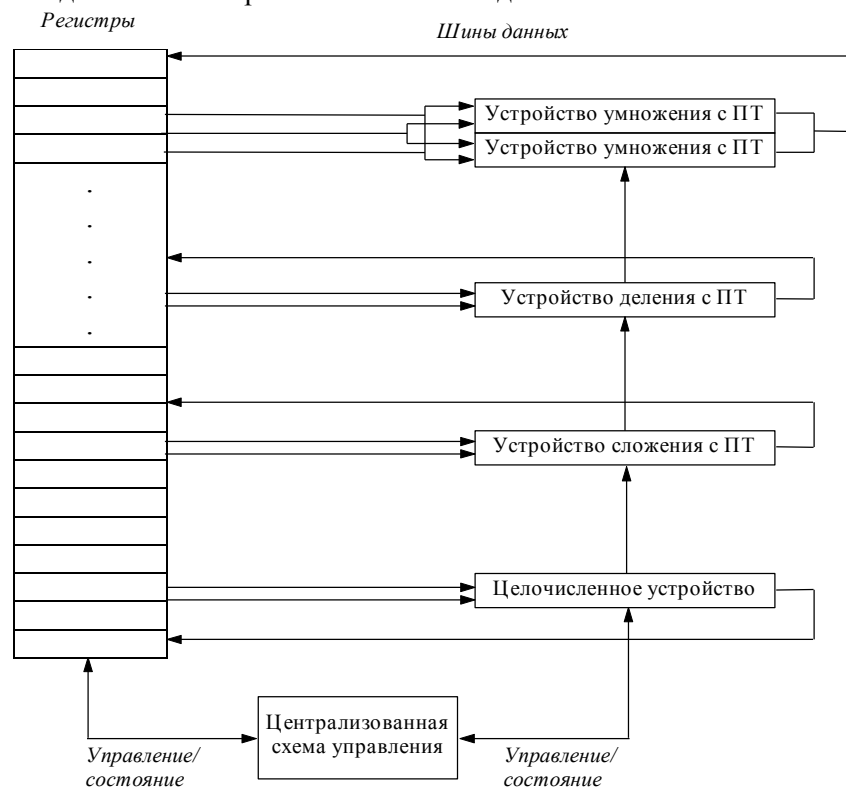 Регистры
Шины данных
Устройство умножения с ПТ
Устройство умножения с ПТ
Устройство деления с ПТ
Устройство сложения с ПТ
Целочисленное устройство
Централизованная
схема управления
Управление/
состояние
Управление/
состояние